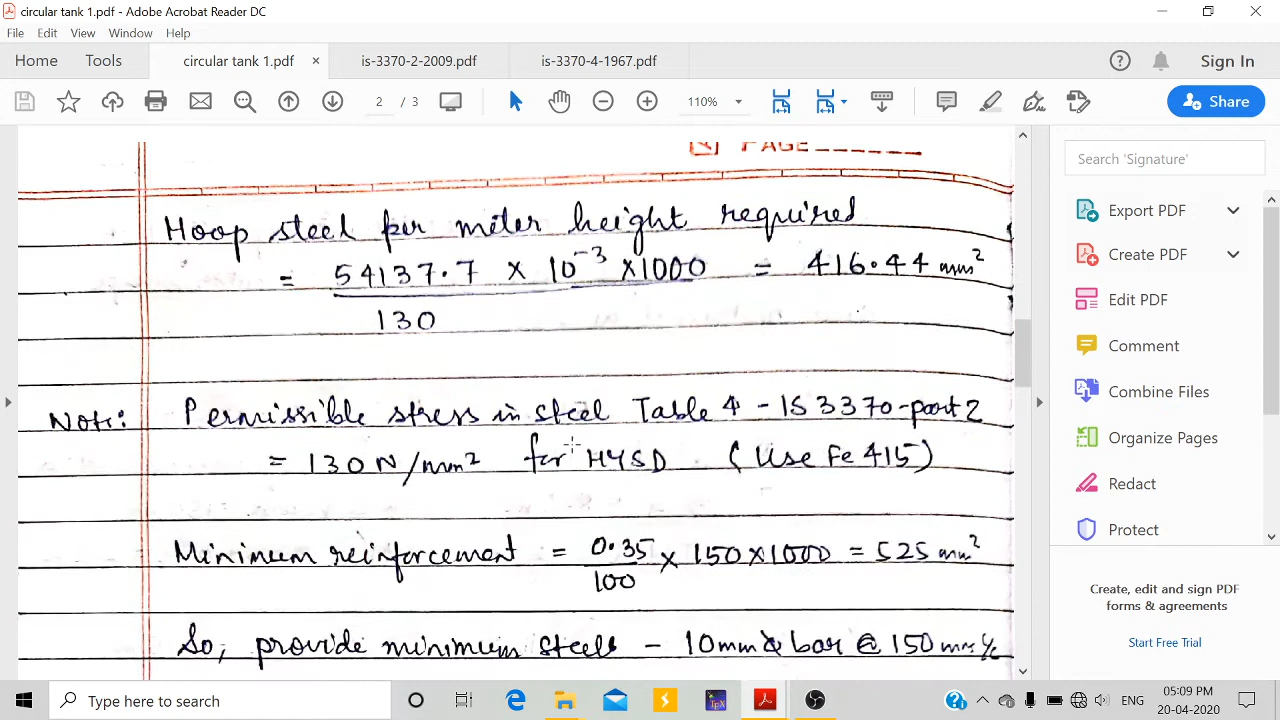 circular tank 1.pdf - Adobe Acrobat Reader DC
File Edit View Window Help
Home Tools circular tank 1.pdf × is-3370-2-2009.pdf is-3370-4-1967.pdf Sign In
2 / 3 110% Share
PAGE
Hoop steel per meter height required
= 54137.7 × 10⁻³ × 1000 = 416.44 mm²
130
Note: Permissible stress in steel Table 4 - IS 3370-part 2
= 130 N/mm² for HYSD (Use Fe 415)
Minimum reinforcement = 0.35 × 150 × 1000 = 525 mm²
100
So, provide minimum steel - 10mm bar @ 150 mm c/c
Search 'Signature'
Export PDF
Create PDF
Edit PDF
Comment
Combine Files
Organize Pages
Redact
Protect
Create, edit and sign PDF
forms & agreements
Start Free Trial
Type here to search
TpX
ENG
05:09 PM
20-04-2020